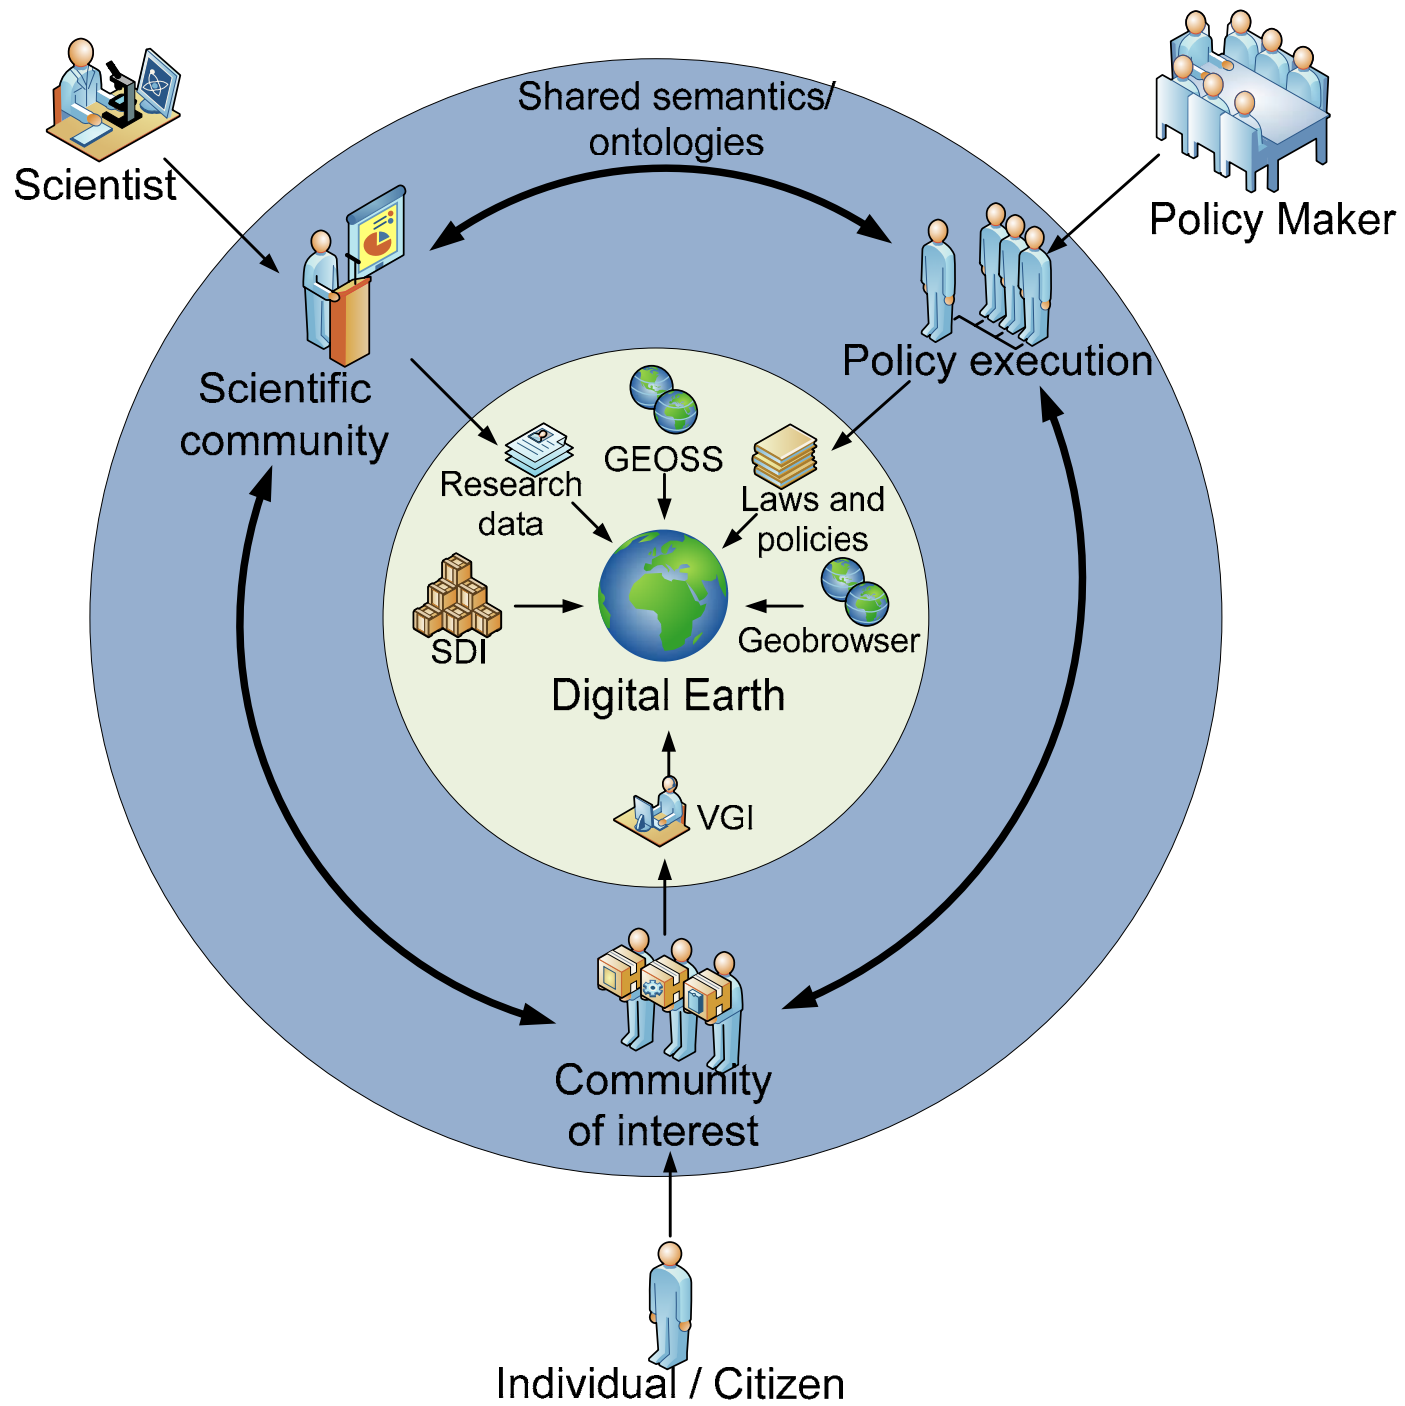 Shared semantics/
ontologies
Scientist
Policy Maker
Scientific
community
Policy execution
GEOSS
Research
data
Laws and
policies
SDI
Geobrowser
Digital Earth
VGI
Community
of interest
Individual / Citizen